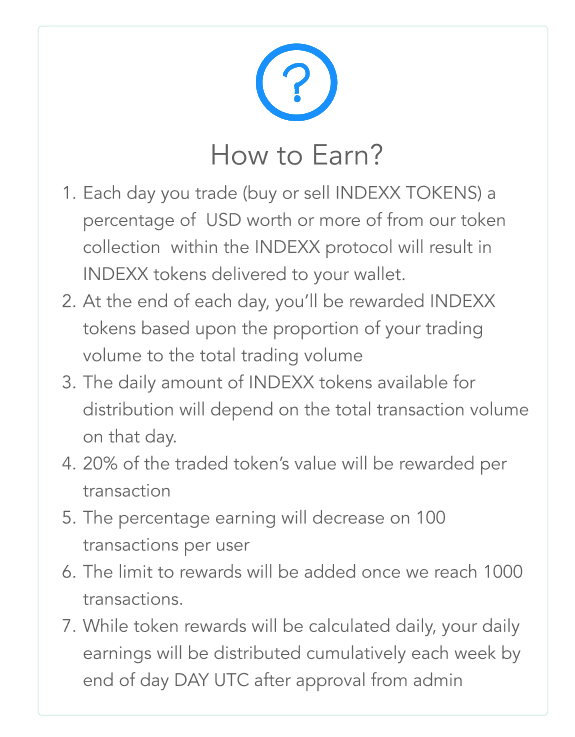 ?
How to Earn?
1. Each day you trade (buy or sell INDEXX TOKENS) a
percentage of  USD worth or more of from our token
collection  within the INDEXX protocol will result in
INDEXX tokens delivered to your wallet.
2. At the end of each day, you’ll be rewarded INDEXX
tokens based upon the proportion of your trading
volume to the total trading volume
3. The daily amount of INDEXX tokens available for
distribution will depend on the total transaction volume
on that day.
4. 20% of the traded token’s value will be rewarded per
transaction
5. The percentage earning will decrease on 100
transactions per user
6. The limit to rewards will be added once we reach 1000
transactions.
7. While token rewards will be calculated daily, your daily
earnings will be distributed cumulatively each week by
end of day DAY UTC after approval from admin